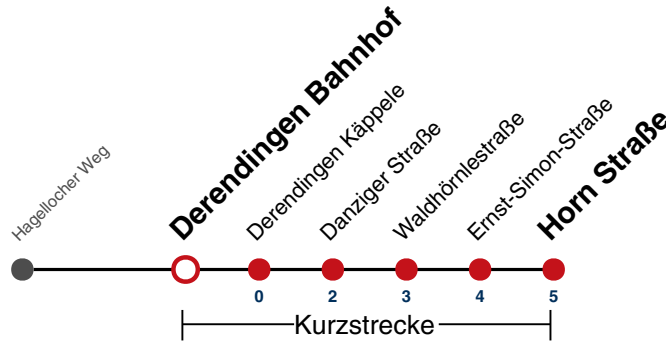 Hagellocher Weg
Derendingen Bahnhof
Derendingen Käppele
Danziger Straße
Waldhörnlestraße
Ernst-Simon-Straße
Horn Straße
0 2 3 4 5
Kurzstrecke